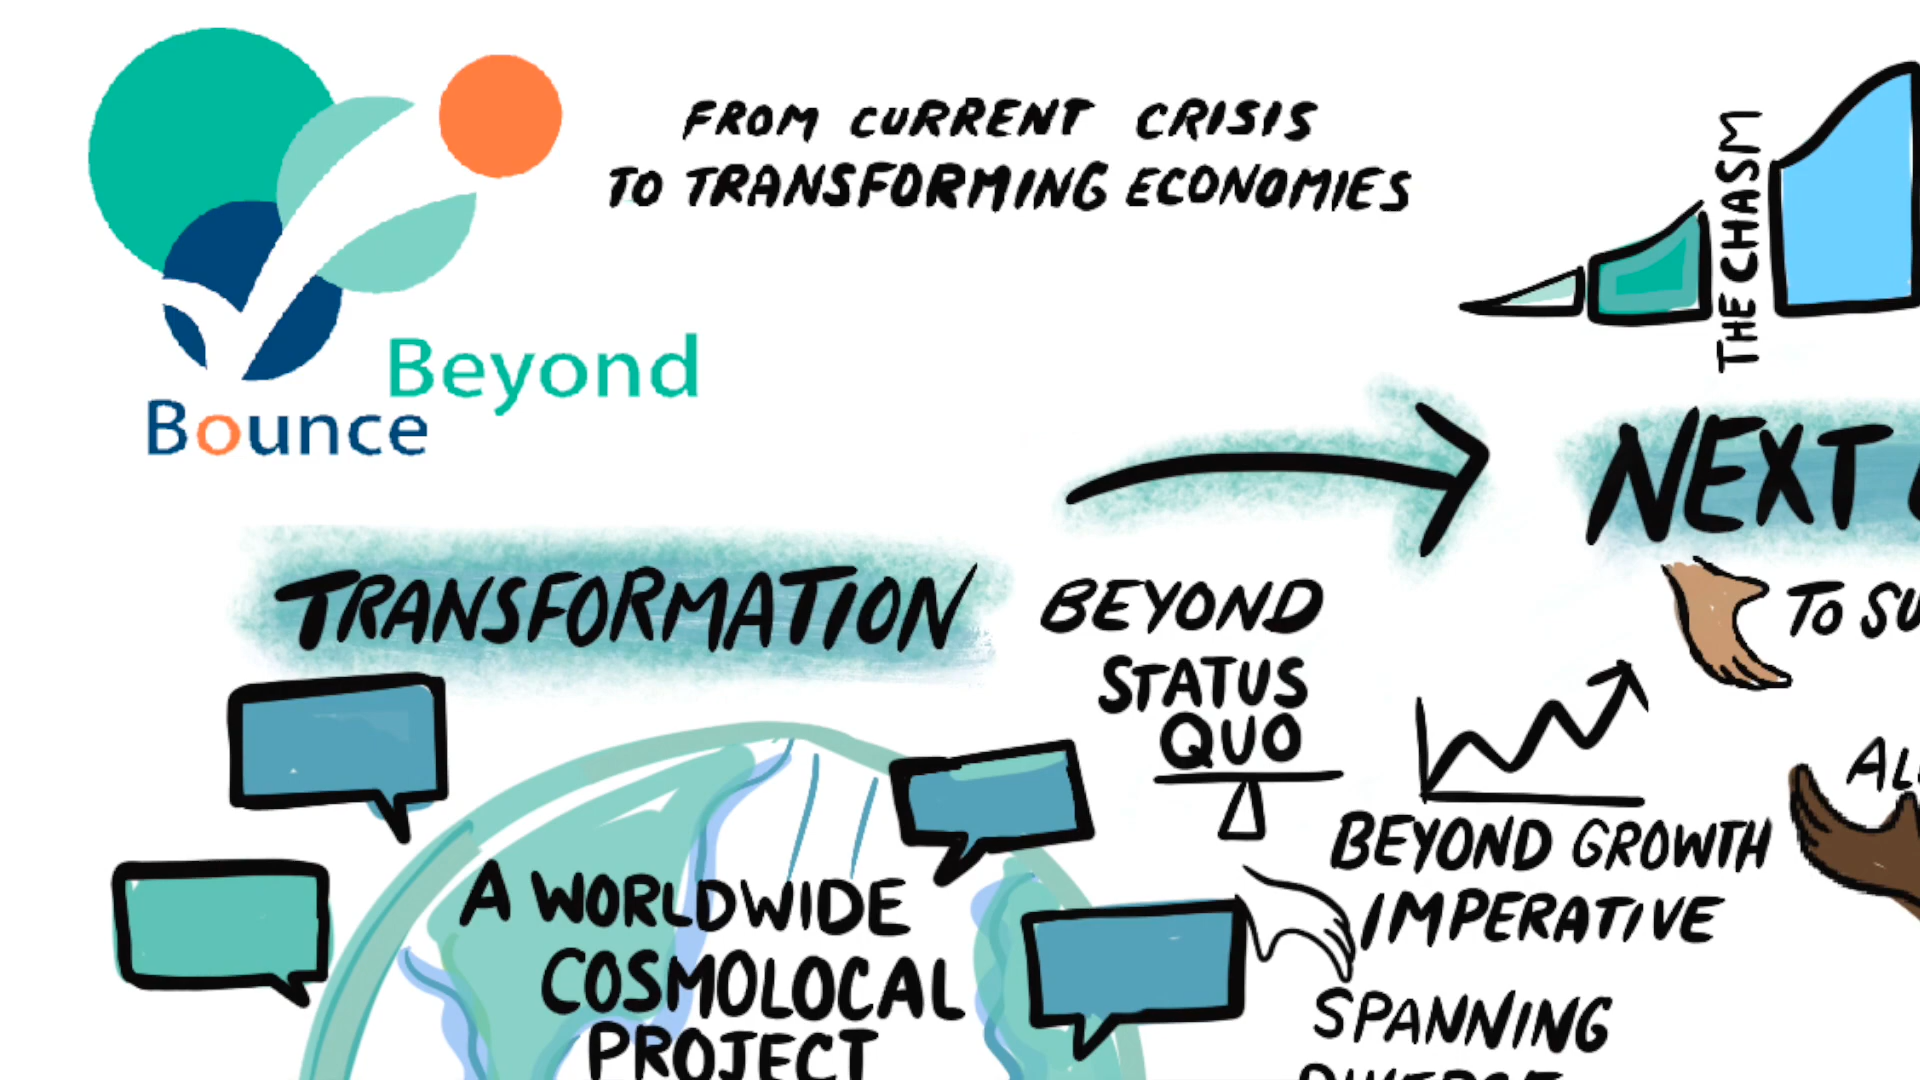 FROM CURRENT CRISIS
TO TRANSFORMING ECONOMIES
THE CHASM
Beyond
Bounce
NEXT
TRANSFORMATION
BEYOND
STATUS
QUO
TO
BEYOND GROWTH
IMPERATIVE
A WORLDWIDE
COSMOLOCAL
PROJECT
SPANNING
DIVERSE